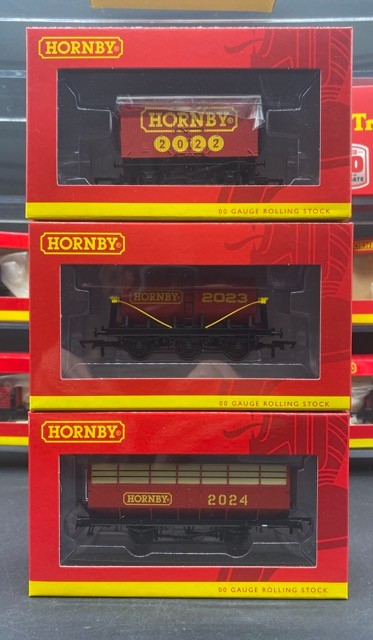 HORNBY®
HORNBY®
2022
00 GAUGE ROLLING STOCK
HORNBY®
HORNBY®
2023
00 GAUGE ROLLING STOCK
HORNBY®
HORNBY®
2024
00 GAUGE ROLLING STOCK